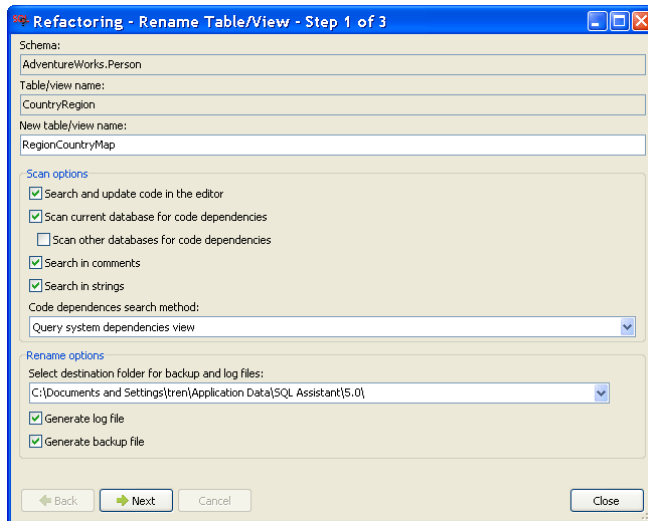 Refactoring - Rename Table/View - Step 1 of 3
Schema:
AdventureWorks.Person
Table/view name:
CountryRegion
New table/view name:
RegionCountryMap
Scan options
Search and update code in the editor
Scan current database for code dependencies
Scan other databases for code dependencies
Search in comments
Search in strings
Code dependences search method:
Query system dependencies view
Rename options
Select destination folder for backup and log files:
C:\Documents and Settings\tren\Application Data\SQL Assistant\5.0\
Generate log file
Generate backup file
Back Next Cancel Close